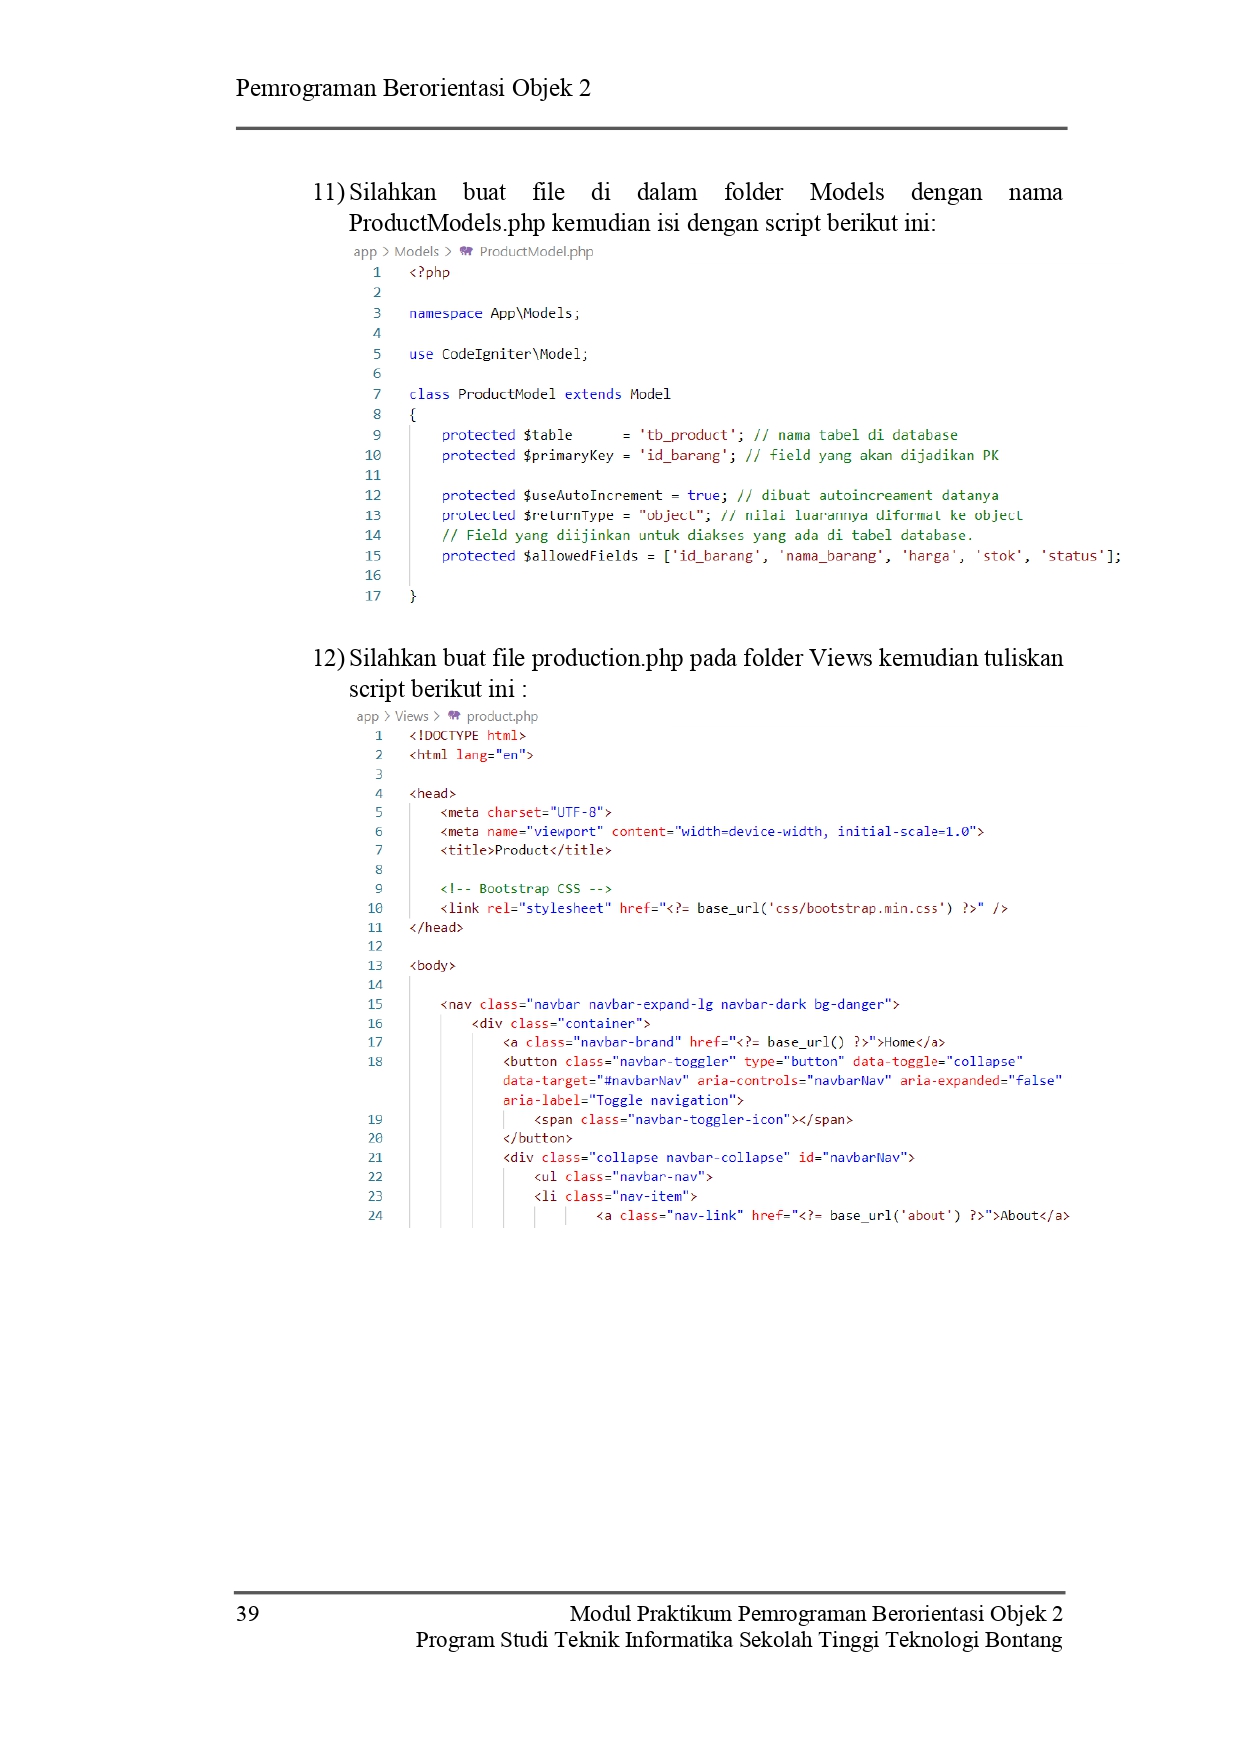 Pemrograman Berorientasi Objek 2
11) Silahkan buat file di dalam folder Models dengan nama
ProductModels.php kemudian isi dengan script berikut ini:
app > Models > ProductModel.php
1 <?php
2
3 namespace App\Models;
4
5 use CodeIgniter\Model;
6
7 class ProductModel extends Model
8 {
9 protected $table = 'tb_product'; // nama tabel di database
10 protected $primaryKey = 'id_barang'; // field yang akan dijadikan PK
11
12 protected $useAutoIncrement = true; // dibuat autoincreament datanya
13 protected $returnType = "object"; // nilai luarannya diformat ke object
14 // Field yang diijinkan untuk diakses yang ada di tabel database.
15 protected $allowedFields = ['id_barang', 'nama_barang', 'harga', 'stok', 'status'];
16
17 }
12) Silahkan buat file production.php pada folder Views kemudian tuliskan
script berikut ini :
app > Views > product.php
1 <!DOCTYPE html>
2 <html lang="en">
3
4 <head>
5 <meta charset="UTF-8">
6 <meta name="viewport" content="width=device-width, initial-scale=1.0">
7 <title>Product</title>
8
9 <!-- Bootstrap CSS -->
10 <link rel="stylesheet" href="<?= base_url('css/bootstrap.min.css') ?>" />
11 </head>
12
13 <body>
14
15 <nav class="navbar navbar-expand-lg navbar-dark bg-danger">
16 <div class="container">
17 <a class="navbar-brand" href="<?= base_url() ?>">Home</a>
18 <button class="navbar-toggler" type="button" data-toggle="collapse"
data-target="#navbarNav" aria-controls="navbarNav" aria-expanded="false"
aria-label="Toggle navigation">
19 <span class="navbar-toggler-icon"></span>
20 </button>
21 <div class="collapse navbar-collapse" id="navbarNav">
22 <ul class="navbar-nav">
23 <li class="nav-item">
24 <a class="nav-link" href="<?= base_url('about') ?>">About</a>
39 Modul Praktikum Pemrograman Berorientasi Objek 2
Program Studi Teknik Informatika Sekolah Tinggi Teknologi Bontang